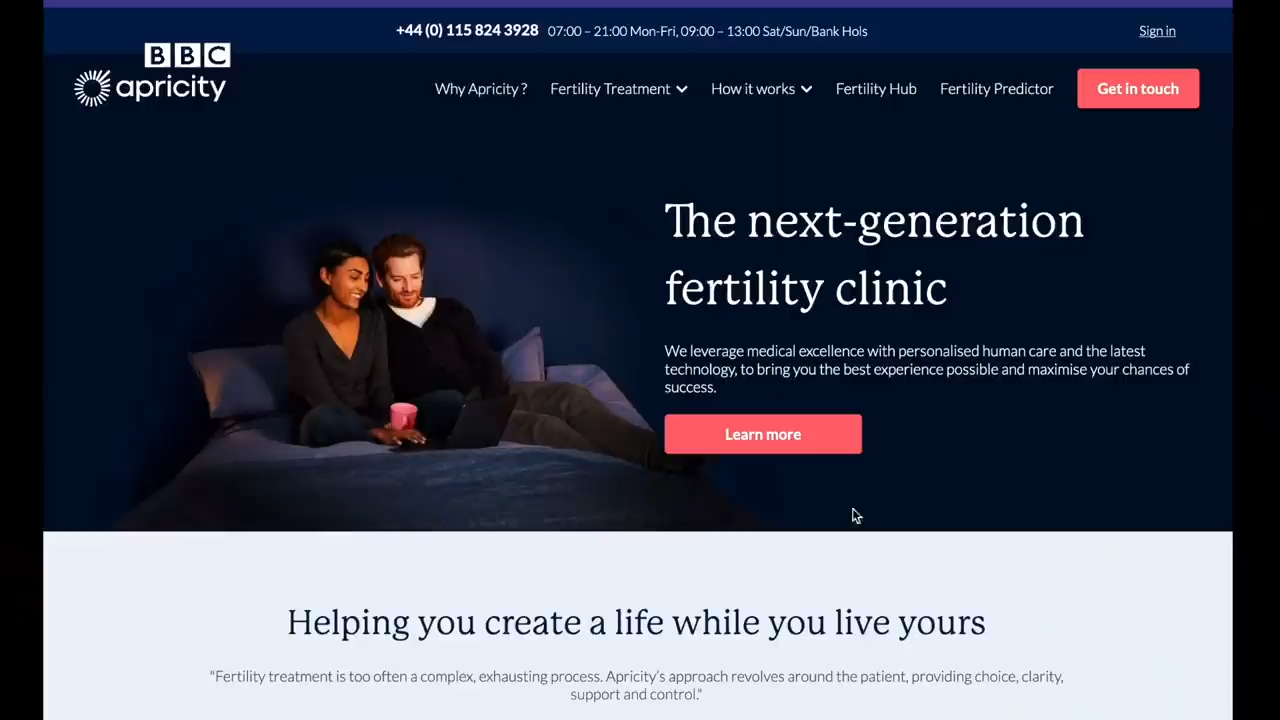 +44 (0) 115 824 3928 07:00 – 21:00 Mon-Fri, 09:00 – 13:00 Sat/Sun/Bank Hols
Sign in
BBC
apricity
Why Apricity ? Fertility Treatment How it works Fertility Hub Fertility Predictor Get in touch
The next-generation
fertility clinic
We leverage medical excellence with personalised human care and the latest
technology, to bring you the best experience possible and maximise your chances of
success.
Learn more
Helping you create a life while you live yours
"Fertility treatment is too often a complex, exhausting process. Apricity’s approach revolves around the patient, providing choice, clarity,
support and control."